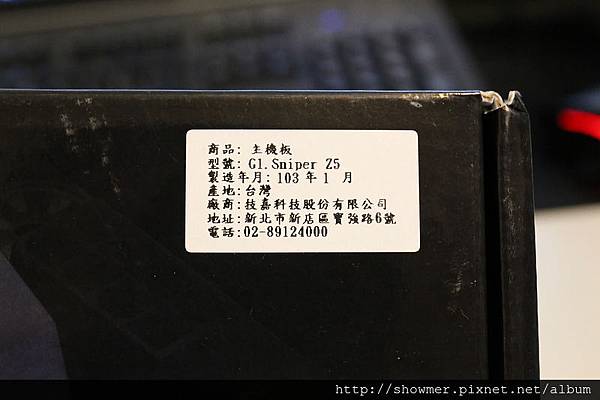 商品: 主機板
型號: G1.Sniper Z5
製造年月: 103 年 1 月
產地: 台灣
廠商: 技嘉科技股份有限公司
地址: 新北市新店區寶強路6號
電話: 02-89124000
http://showmer.pixnet.net/album